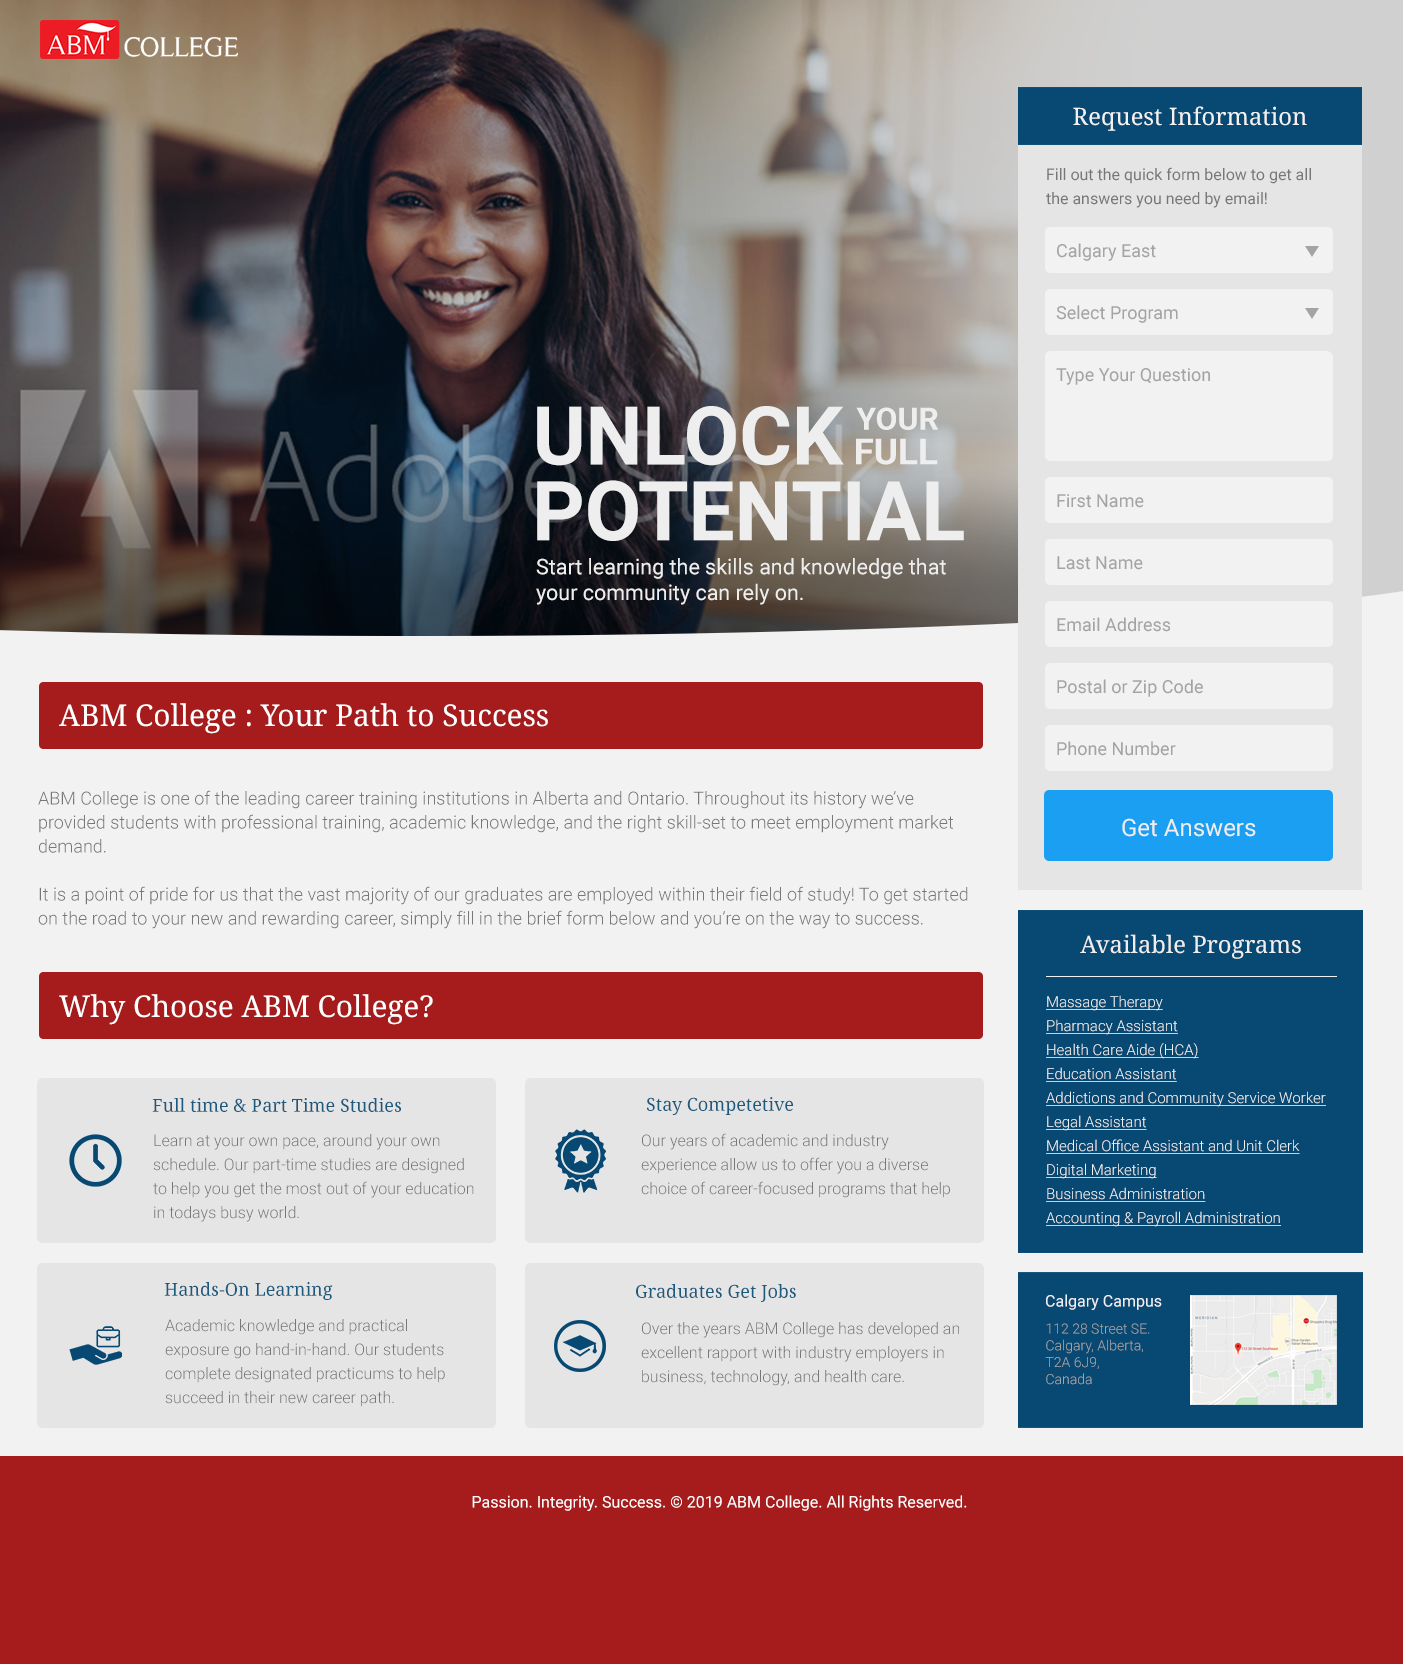 ABM COLLEGE
Adobe Stock
UNLOCK YOUR FULL
POTENTIAL
Start learning the skills and knowledge that
your community can rely on.
Request Information
Fill out the quick form below to get all
the answers you need by email!
Calgary East
Select Program
Type Your Question
First Name
Last Name
Email Address
Postal or Zip Code
Phone Number
Get Answers
ABM College : Your Path to Success
ABM College is one of the leading career training institutions in Alberta and Ontario. Throughout its history we've
provided students with professional training, academic knowledge, and the right skill-set to meet employment market
demand.
It is a point of pride for us that the vast majority of our graduates are employed within their field of study! To get started
on the road to your new and rewarding career, simply fill in the brief form below and you're on the way to success.
Why Choose ABM College?
Full time & Part Time Studies
Learn at your own pace, around your own
schedule. Our part-time studies are designed
to help you get the most out of your education
in todays busy world.
Stay Competetive
Our years of academic and industry
experience allow us to offer you a diverse
choice of career-focused programs that help
Hands-On Learning
Academic knowledge and practical
exposure go hand-in-hand. Our students
complete designated practicums to help
succeed in their new career path.
Graduates Get Jobs
Over the years ABM College has developed an
excellent rapport with industry employers in
business, technology, and health care.
Available Programs
Massage Therapy
Pharmacy Assistant
Health Care Aide (HCA)
Education Assistant
Addictions and Community Service Worker
Legal Assistant
Medical Office Assistant and Unit Clerk
Digital Marketing
Business Administration
Accounting & Payroll Administration
Calgary Campus
112 28 Street SE.
Calgary, Alberta,
T2A 6J9,
Canada
MERIDIAN
Passion. Integrity. Success. © 2019 ABM College. All Rights Reserved.